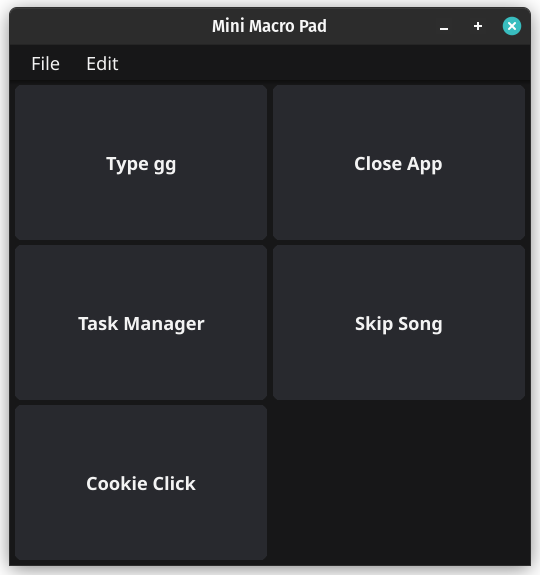 Mini Macro Pad
File Edit
Type gg Close App
Task Manager Skip Song
Cookie Click